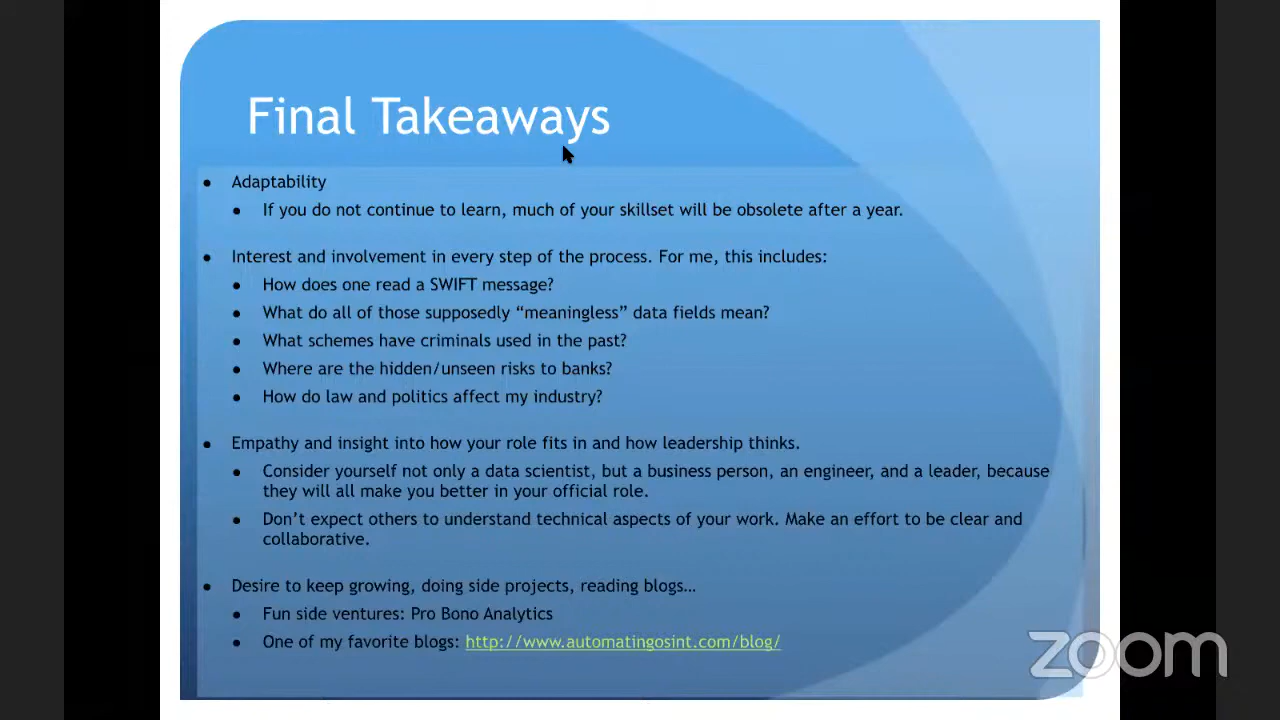 Final Takeaways
● Adaptability
● If you do not continue to learn, much of your skillset will be obsolete after a year.
● Interest and involvement in every step of the process. For me, this includes:
● How does one read a SWIFT message?
● What do all of those supposedly “meaningless” data fields mean?
● What schemes have criminals used in the past?
● Where are the hidden/unseen risks to banks?
● How do law and politics affect my industry?
● Empathy and insight into how your role fits in and how leadership thinks.
● Consider yourself not only a data scientist, but a business person, an engineer, and a leader, because
they will all make you better in your official role.
● Don’t expect others to understand technical aspects of your work. Make an effort to be clear and
collaborative.
● Desire to keep growing, doing side projects, reading blogs…
● Fun side ventures: Pro Bono Analytics
● One of my favorite blogs: http://www.automatingosint.com/blog/
zoom